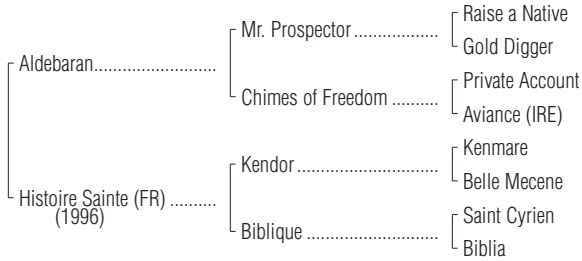 Raise a Native
Mr. Prospector..................
Gold Digger
Aldebaran..........................
Private Account
Chimes of Freedom ..........
Aviance (IRE)
Kenmare
Kendor..............................
Belle Mecene
Histoire Sainte (FR) ..........
(1996)
Saint Cyrien
Biblique ............................
Biblia